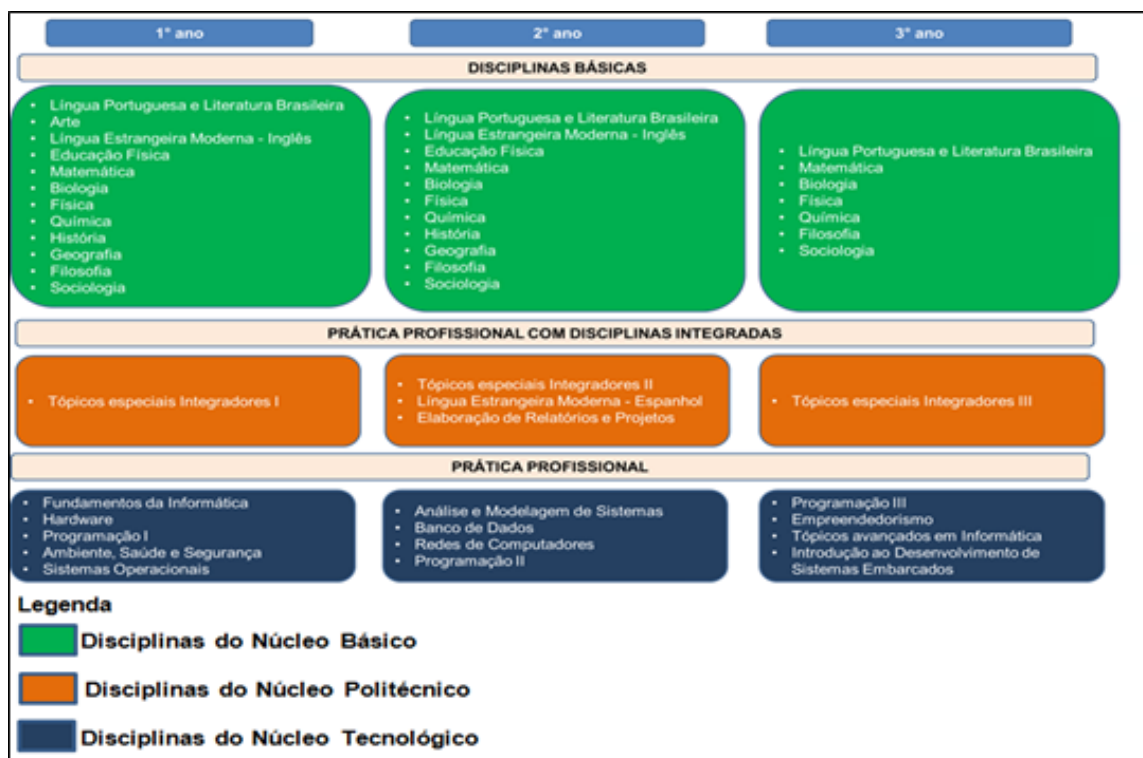 1° ano
2° ano
3° ano
DISCIPLINAS BÁSICAS
• Língua Portuguesa e Literatura Brasileira
• Arte
• Língua Estrangeira Moderna - Inglês
• Educação Física
• Matemática
• Biologia
• Física
• Química
• História
• Geografia
• Filosofia
• Sociologia
• Língua Portuguesa e Literatura Brasileira
• Língua Estrangeira Moderna - Inglês
• Educação Física
• Matemática
• Biologia
• Física
• Química
• História
• Geografia
• Filosofia
• Sociologia
• Língua Portuguesa e Literatura Brasileira
• Matemática
• Biologia
• Física
• Química
• Filosofia
• Sociologia
PRÁTICA PROFISSIONAL COM DISCIPLINAS INTEGRADAS
• Tópicos especiais Integradores I
• Tópicos especiais Integradores II
• Língua Estrangeira Moderna - Espanhol
• Elaboração de Relatórios e Projetos
• Tópicos especiais Integradores III
PRÁTICA PROFISSIONAL
• Fundamentos da Informática
• Hardware
• Programação I
• Ambiente, Saúde e Segurança
• Sistemas Operacionais
• Análise e Modelagem de Sistemas
• Banco de Dados
• Redes de Computadores
• Programação II
• Programação III
• Empreendedorismo
• Tópicos avançados em Informática
• Introdução ao Desenvolvimento de
Sistemas Embarcados
Legenda
Disciplinas do Núcleo Básico
Disciplinas do Núcleo Politécnico
Disciplinas do Núcleo Tecnológico